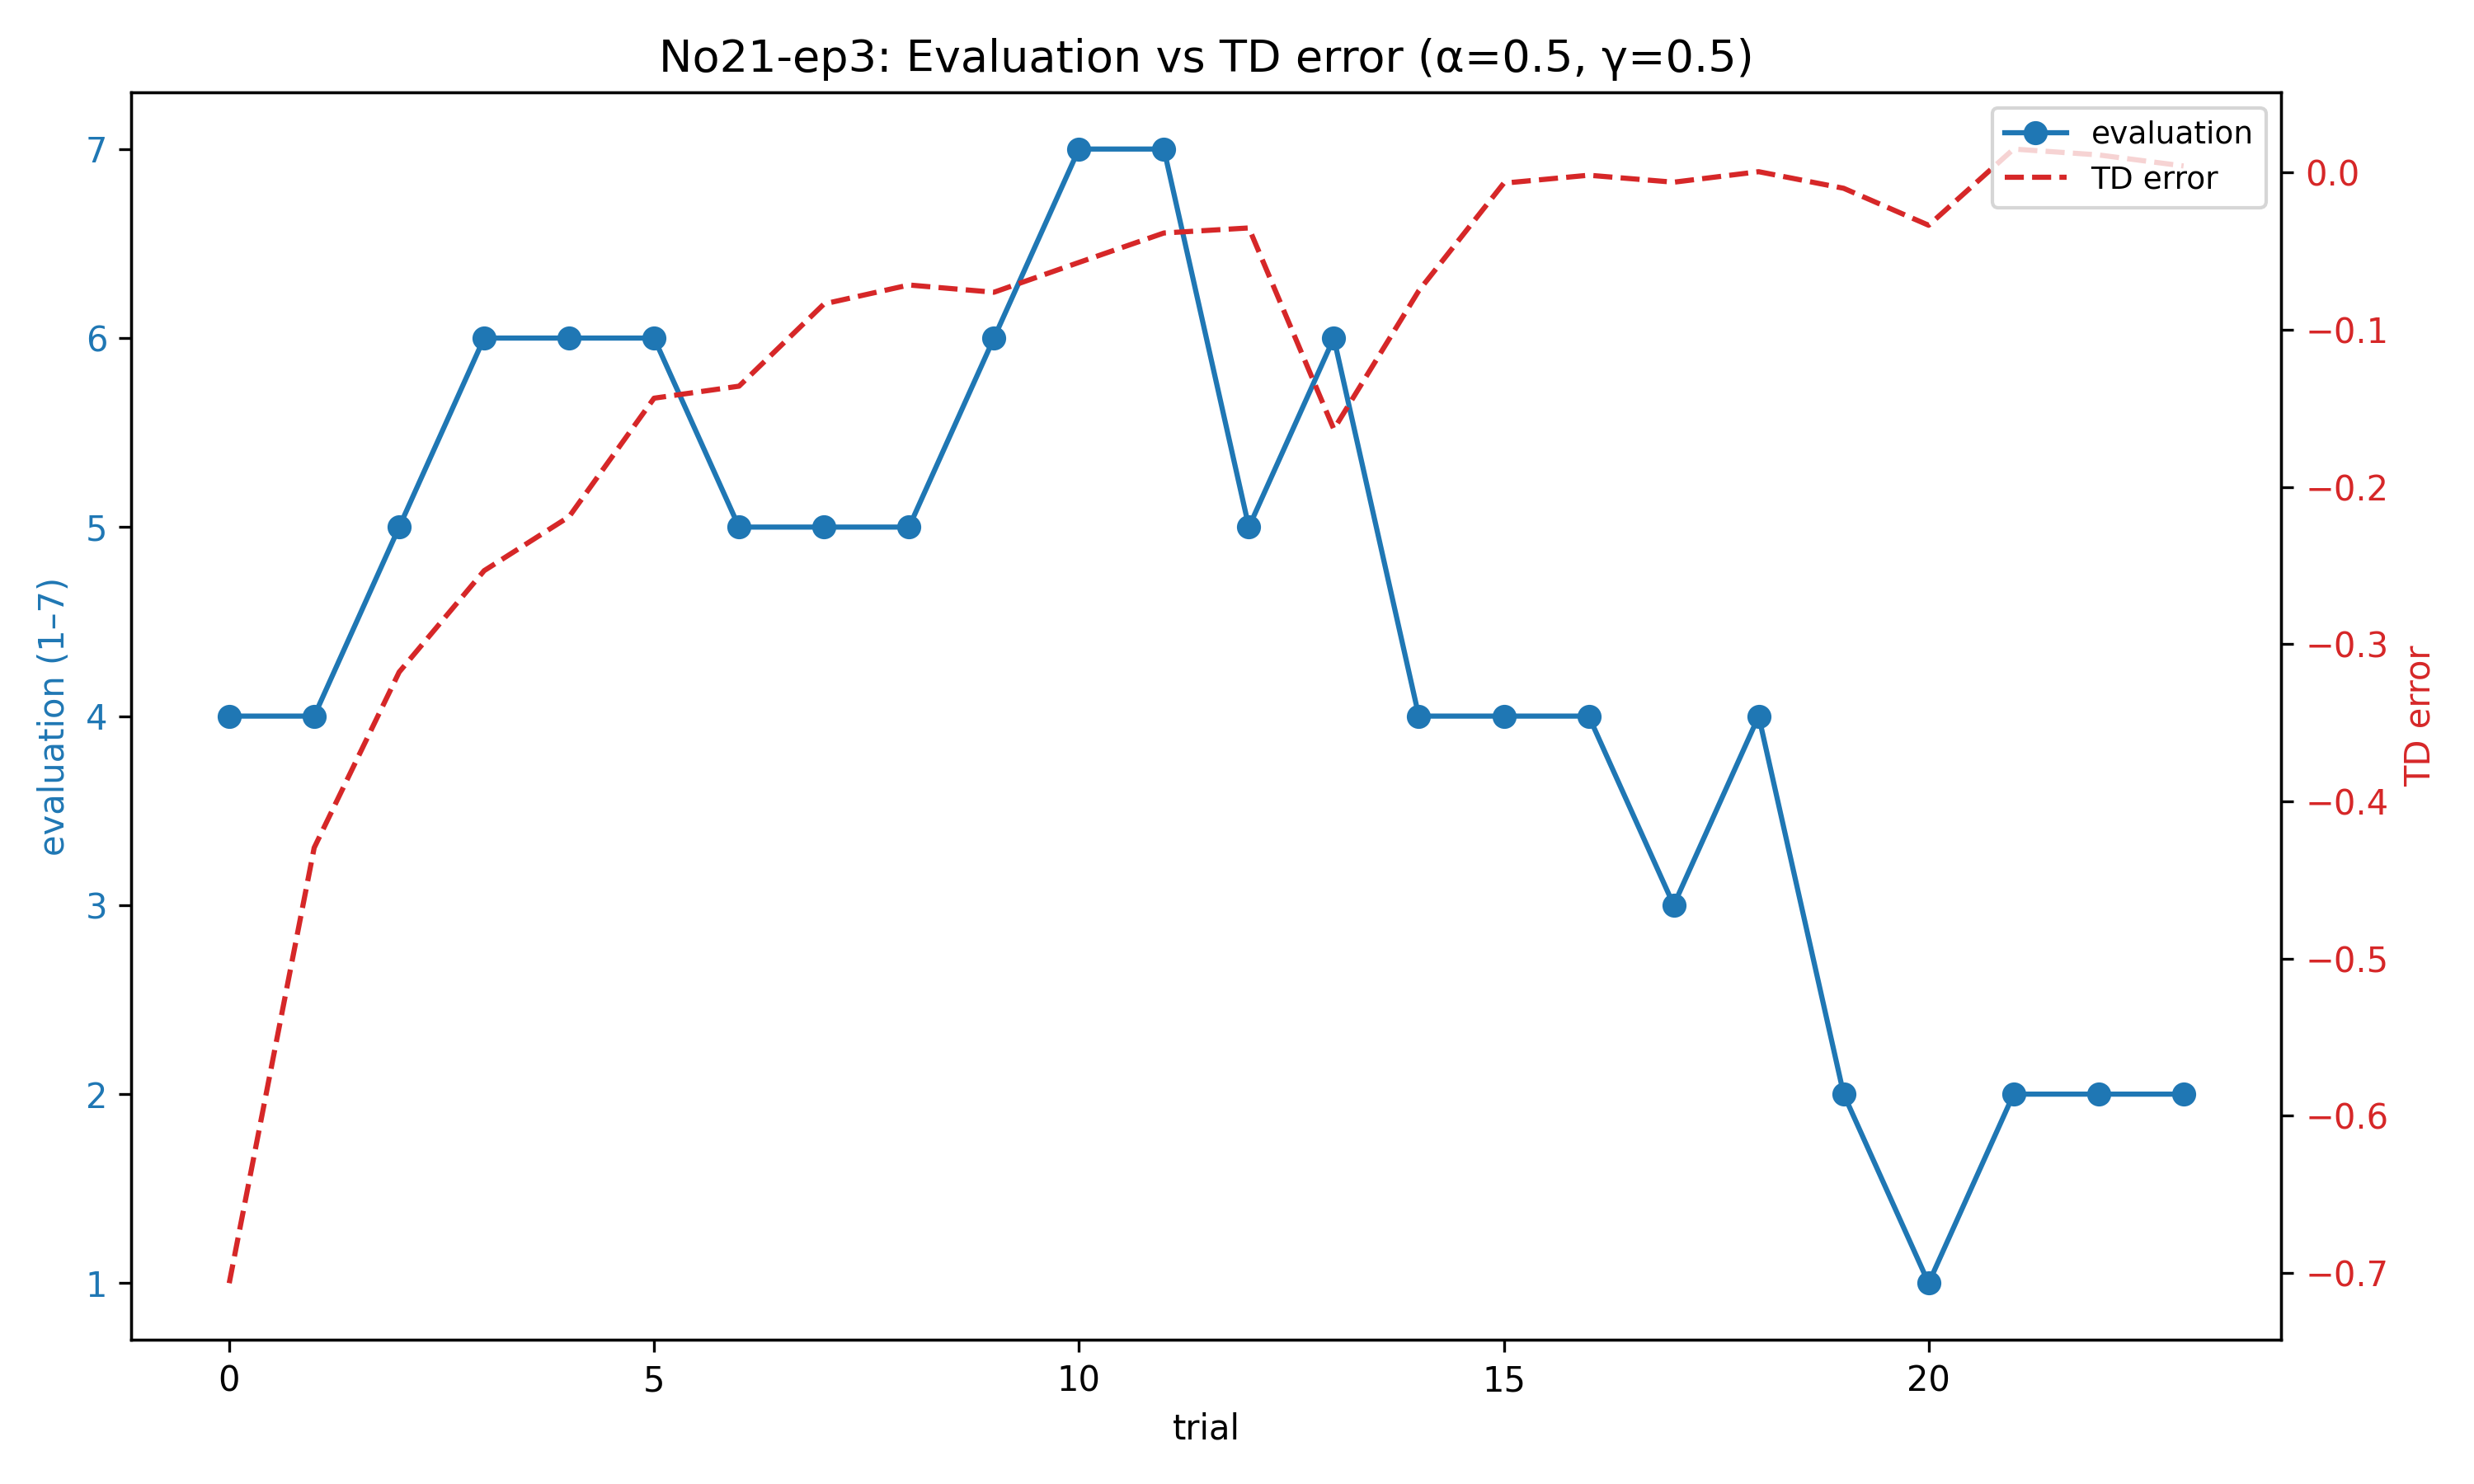 No21-ep3: Evaluation vs TD error (α=0.5, γ=0.5)
evaluation
TD error
7
6
5
4
3
2
1
evaluation (1–7)
0.0
−0.1
−0.2
−0.3
−0.4
−0.5
−0.6
−0.7
TD error
0 5 10 15 20
trial